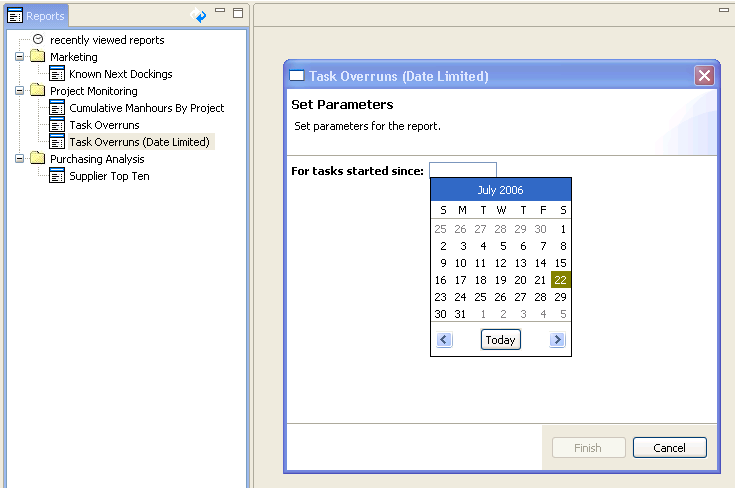 Reports
recently viewed reports
Marketing
Known Next Dockings
Project Monitoring
Cumulative Manhours By Project
Task Overruns
Task Overruns (Date Limited)
Purchasing Analysis
Supplier Top Ten
Task Overruns (Date Limited)
Set Parameters
Set parameters for the report.
For tasks started since:
July 2006
S M T W T F S
25 26 27 28 29 30 1
2 3 4 5 6 7 8
9 10 11 12 13 14 15
16 17 18 19 20 21 22
23 24 25 26 27 28 29
30 31 1 2 3 4 5
Today
Finish Cancel